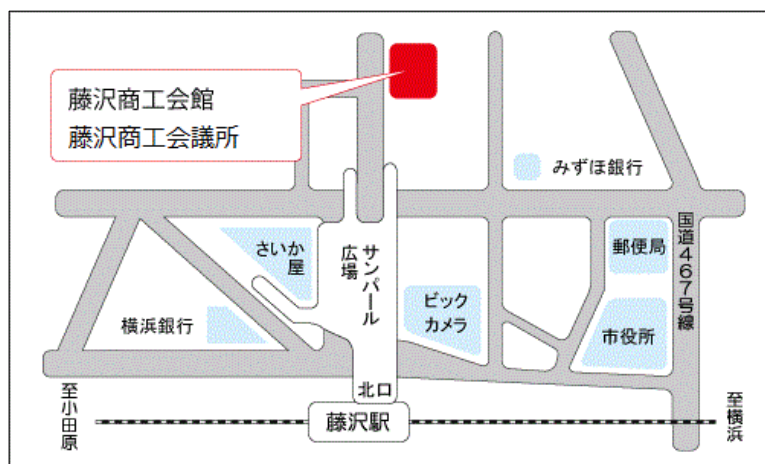 藤沢商工会館
藤沢商工会議所
みずほ銀行
さいか
屋
サンパール
広場
国道467号線
郵便局
横浜銀行
ビック
カメラ
市役所
北口
至小田原
藤沢駅
至横浜